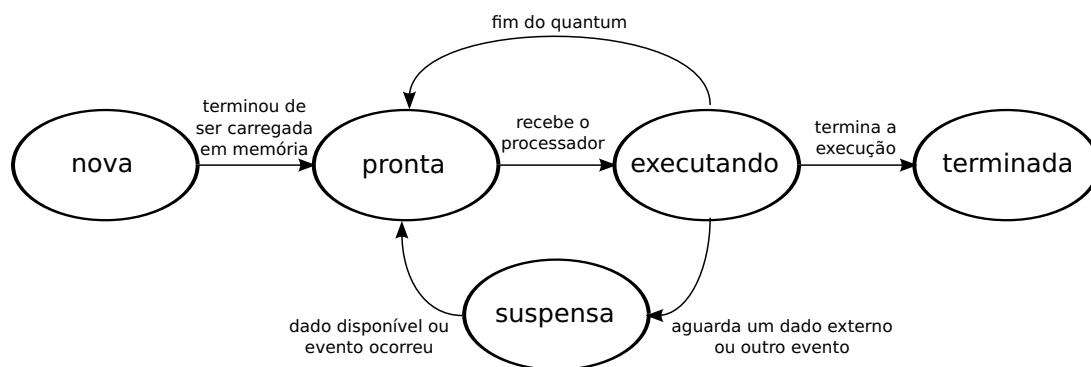 fim do quantum
terminou de
ser carregada
em memória
recebe o
processador
termina a
execução
nova
pronta
executando
terminada
suspensa
dado disponível ou
evento ocorreu
aguarda um dado externo
ou outro evento